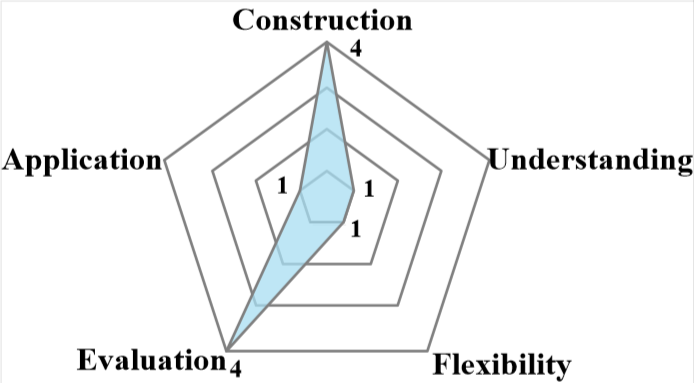 Construction
4
Application
Understanding
1
1
1
Evaluation
4
Flexibility